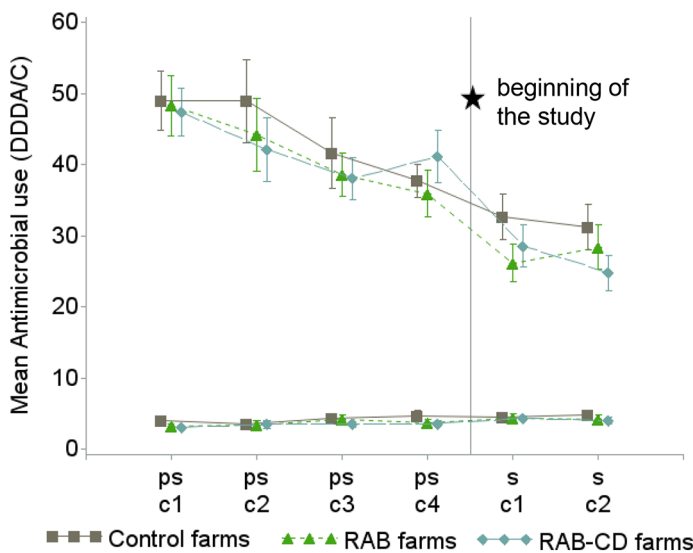 Mean Antimicrobial use (DDDA/C)
60
50
40
30
20
10
0
beginning of
the study
ps ps ps ps s s
c1 c2 c3 c4 c1 c2
Control farms RAB farms RAB-CD farms